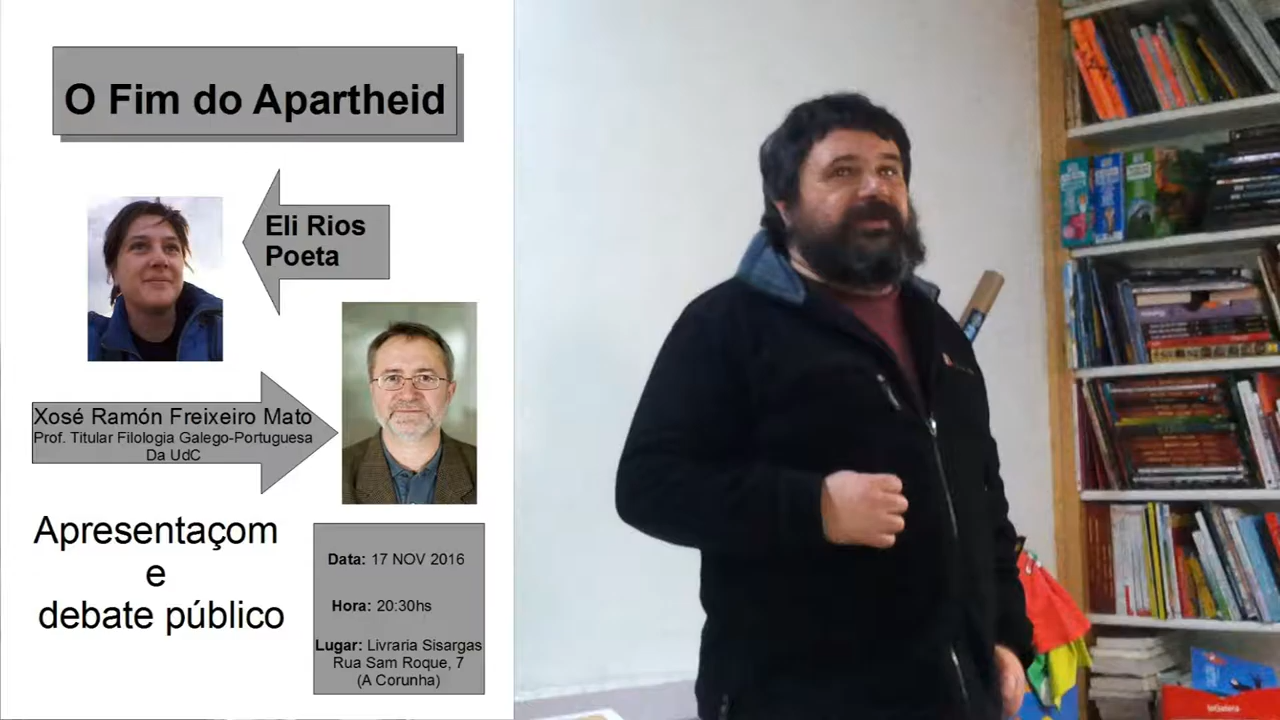 O Fim do Apartheid
Eli Rios
Poeta
Xosé Ramón Freixeiro Mato
Prof. Titular Filologia Galego-Portuguesa
Da UdC
Apresentaçom
e
debate público
Data: 17 NOV 2016
Hora: 20:30hs
Lugar: Livraria Sisargas
Rua Sam Roque, 7
(A Corunha)